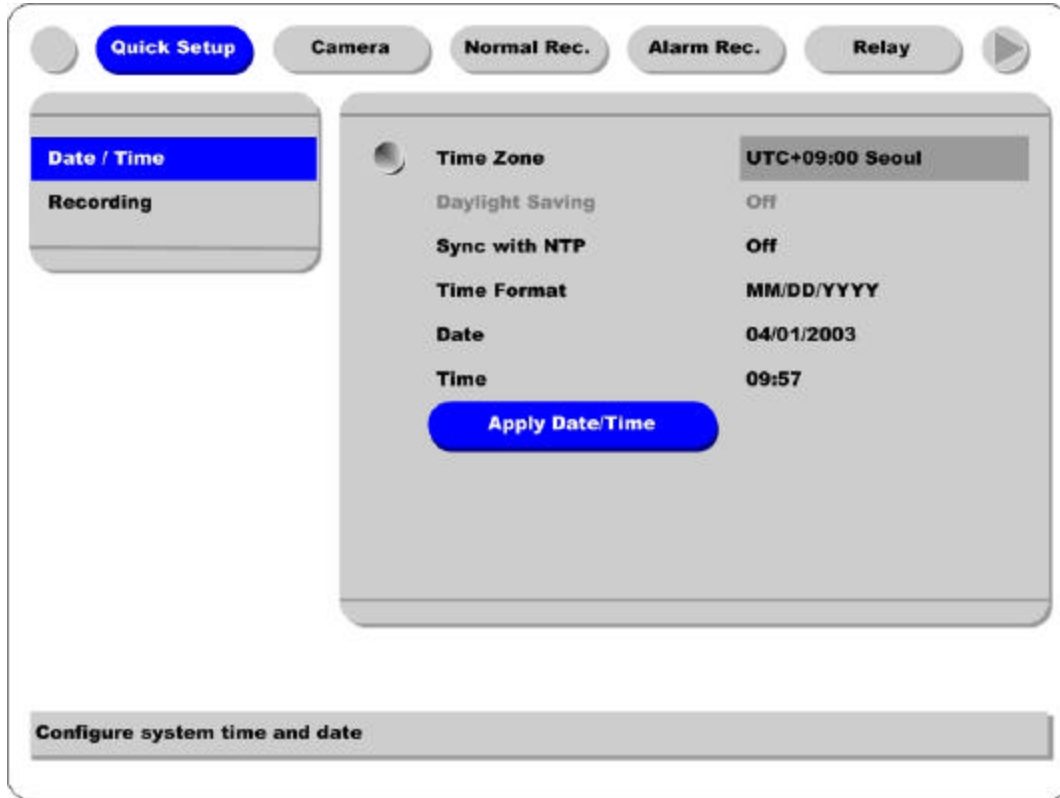 Quick Setup Camera Normal Rec. Alarm Rec. Relay
Date / Time
Recording
Time Zone UTC+09:00 Seoul
Daylight Saving Off
Sync with NTP Off
Time Format MM/DD/YYYY
Date 04/01/2003
Time 09:57
Apply Date/Time
Configure system time and date